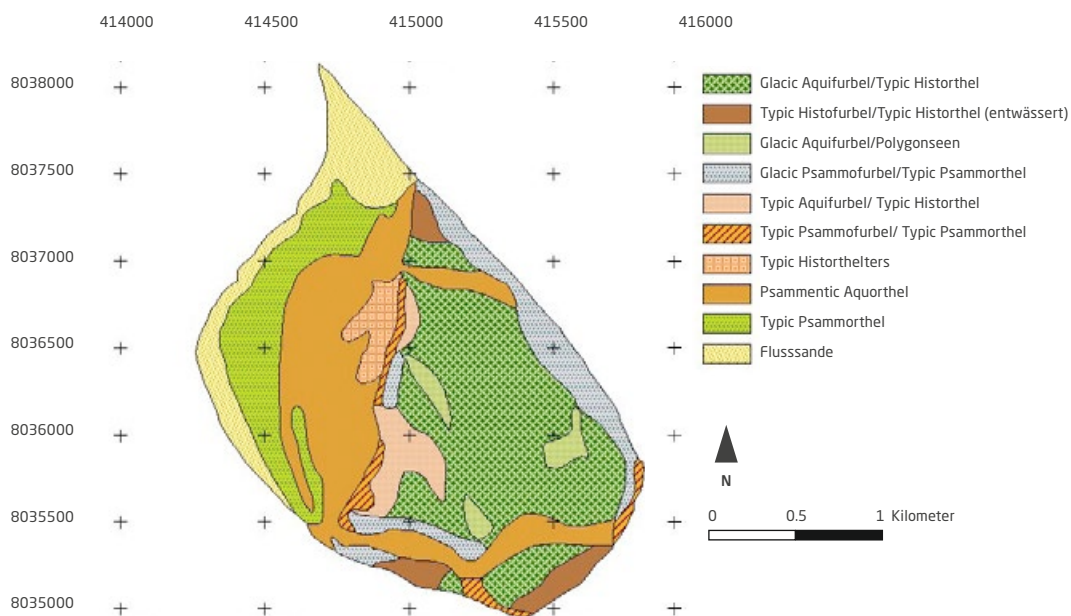 414000 414500 415000 415500 416000
8038000
8037500
8037000
8036500
8036000
8035500
8035000
Glacic Aquifurbel/Typic Historthel
Typic Histofurbel/Typic Historthel (entwässert)
Glacic Aquifurbel/Polygonseen
Glacic Psammofurbel/Typic Psammorthel
Typic Aquifurbel/ Typic Historthel
Typic Psammofurbel/ Typic Psammorthel
Typic Historthelters
Psammentic Aquorthel
Typic Psammorthel
Flusssande
N
0 0.5 1 Kilometer